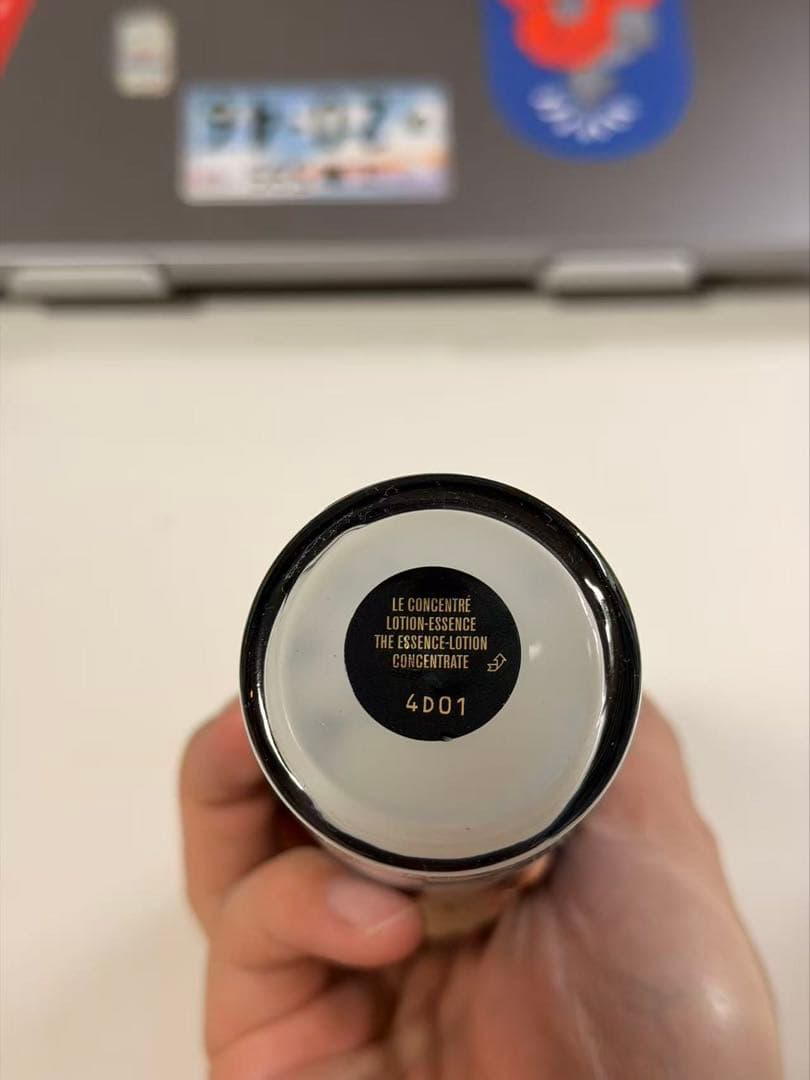 LE CONCENTRÉ
LOTION-ESSENCE
THE ESSENCE-LOTION
CONCENTRATE
4D01